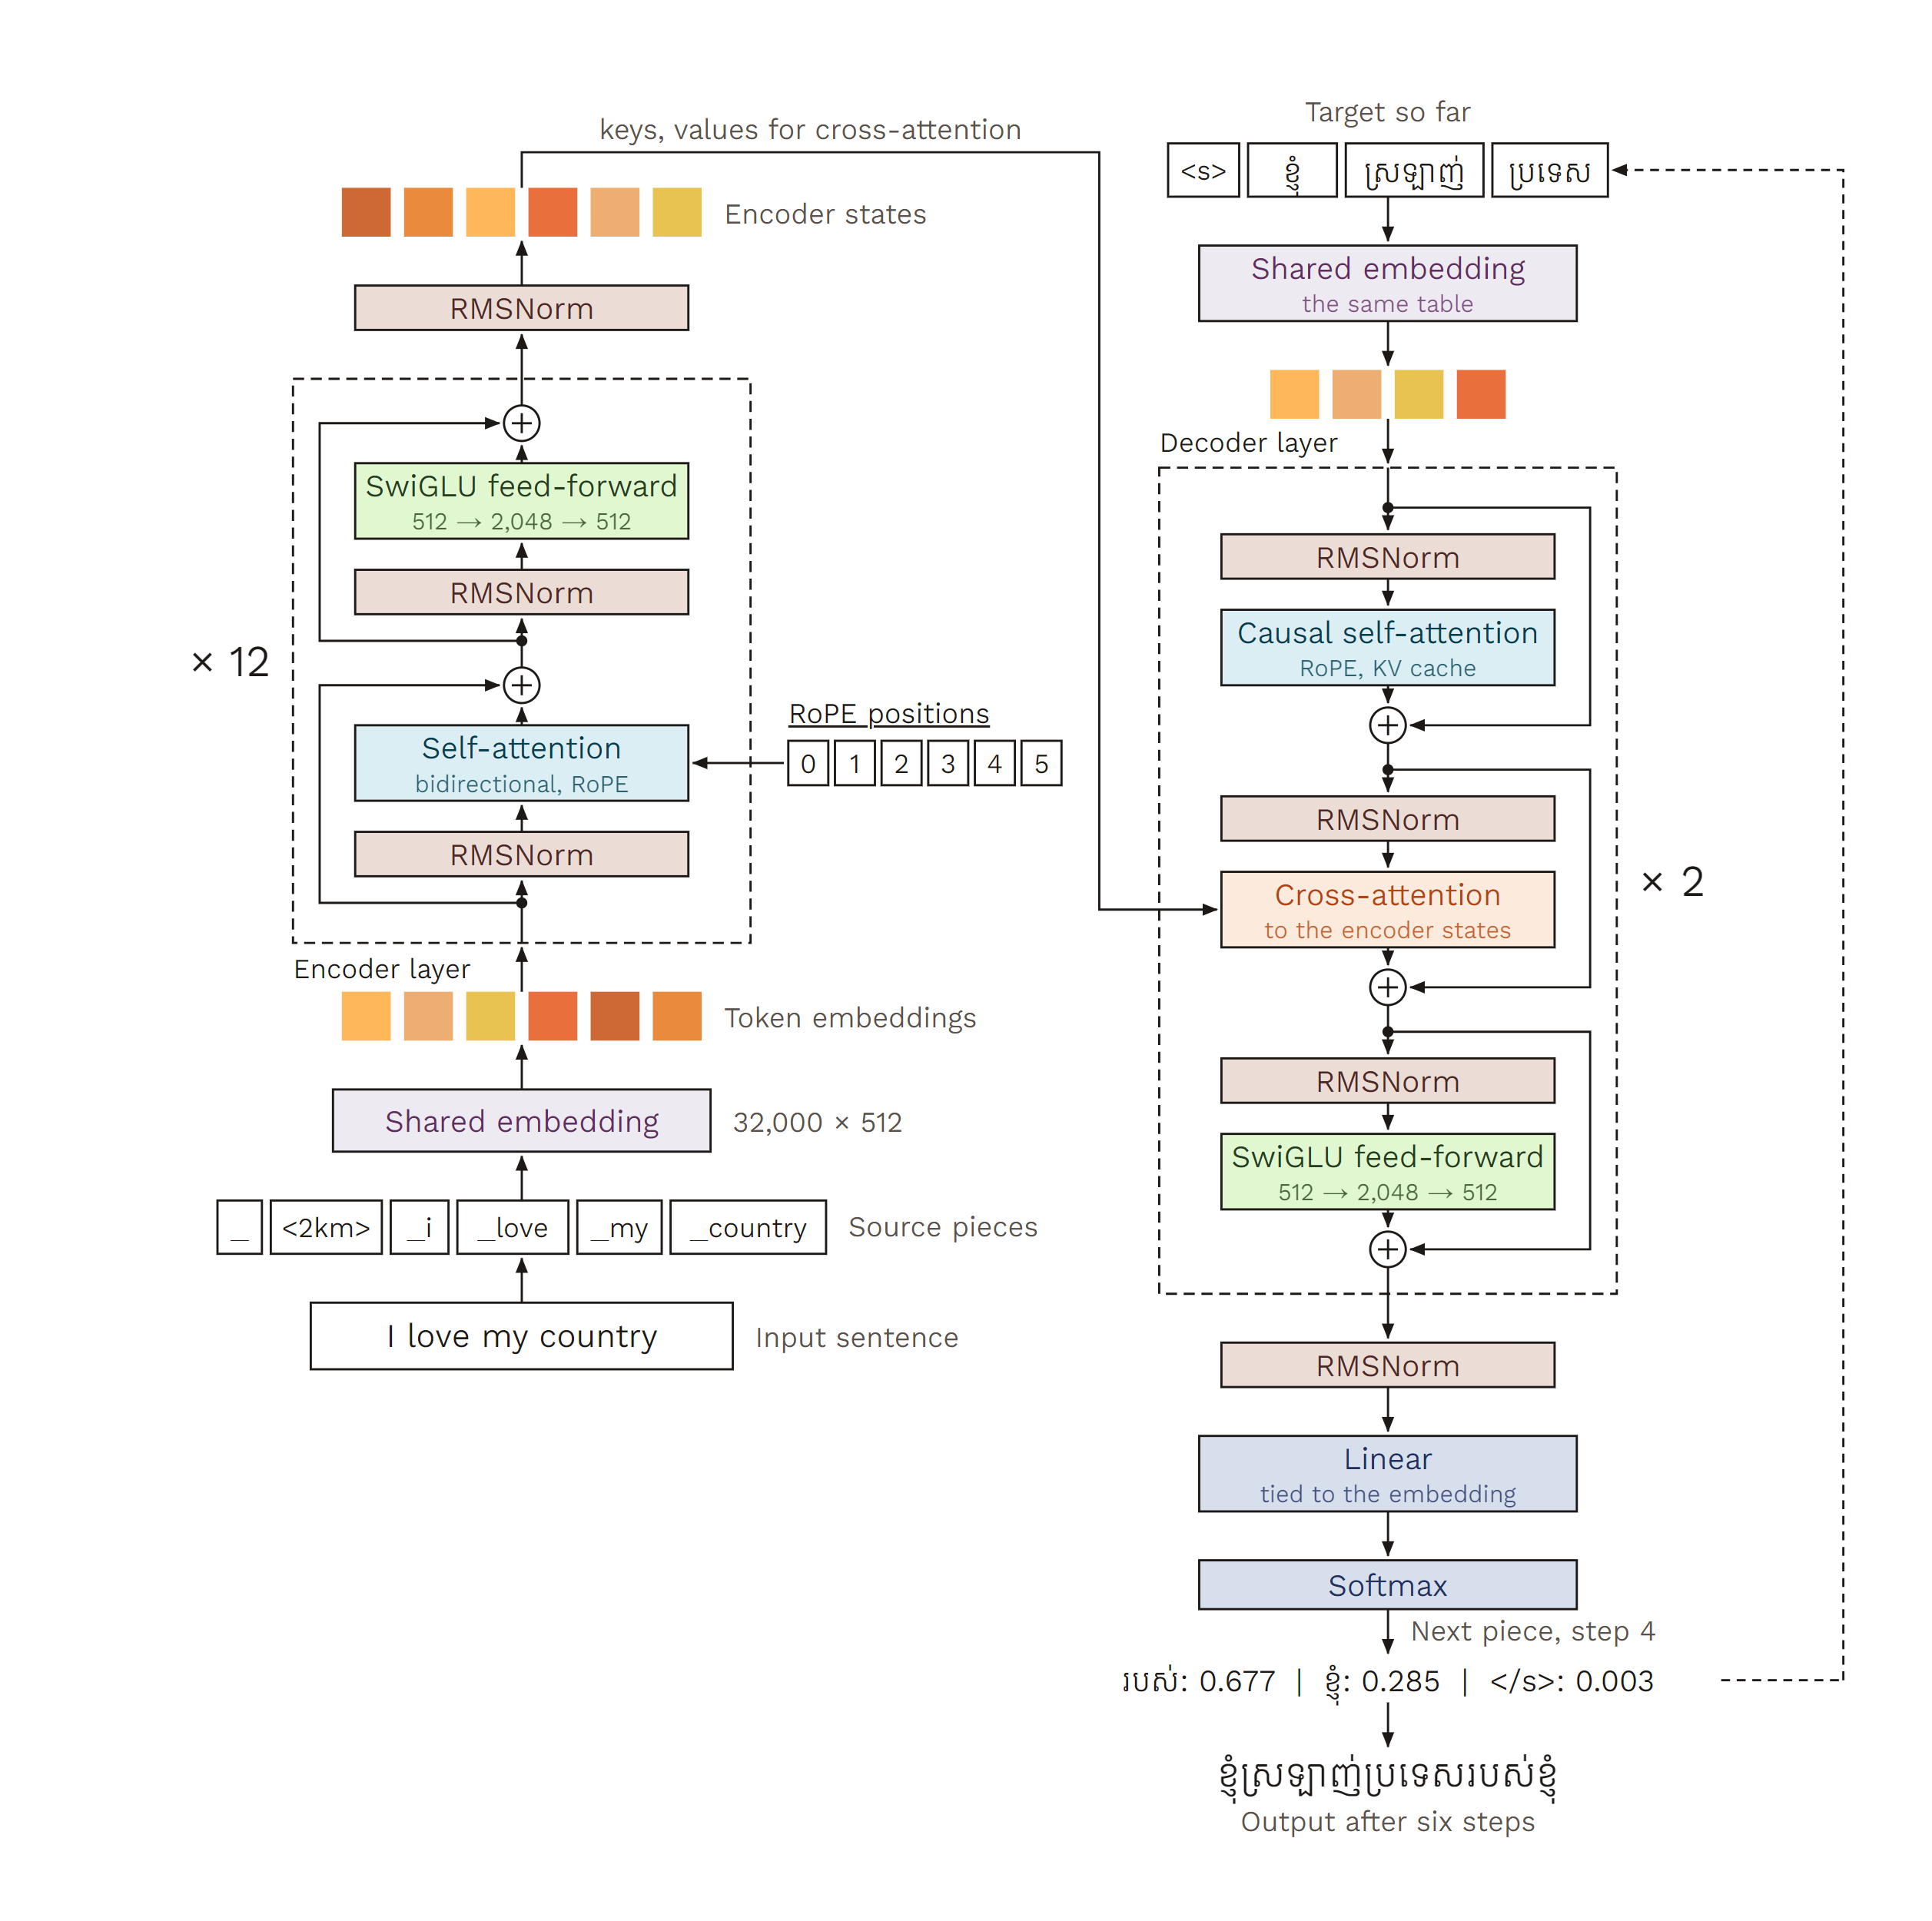 keys, values for cross-attention
Encoder states
RMSNorm
SwiGLU feed-forward
512 → 2,048 → 512
RMSNorm
× 12
Self-attention
bidirectional, RoPE
RoPE positions
0 1 2 3 4 5
RMSNorm
Encoder layer
Token embeddings
Shared embedding
32,000 × 512
_ <2km> _i _love _my _country
Source pieces
I love my country
Input sentence
Target so far
<s> ខ្ញុំ ស្រឡាញ់ ប្រទេស
Shared embedding
the same table
Decoder layer
RMSNorm
Causal self-attention
RoPE, KV cache
RMSNorm
Cross-attention
to the encoder states
× 2
RMSNorm
SwiGLU feed-forward
512 → 2,048 → 512
RMSNorm
Linear
tied to the embedding
Softmax
Next piece, step 4
របស់: 0.677 | ខ្ញុំ: 0.285 | </s>: 0.003
ខ្ញុំស្រឡាញ់ប្រទេសរបស់ខ្ញុំ
Output after six steps